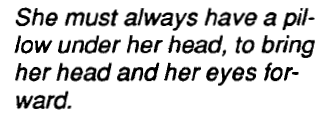 She must always have a pil-
low under her head, to bring
her head and her eyes for-
ward.